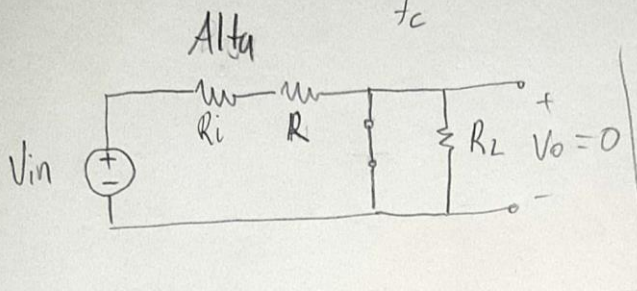 fc
Alta
Ri R
Vin + - RL + Vo = 0 -